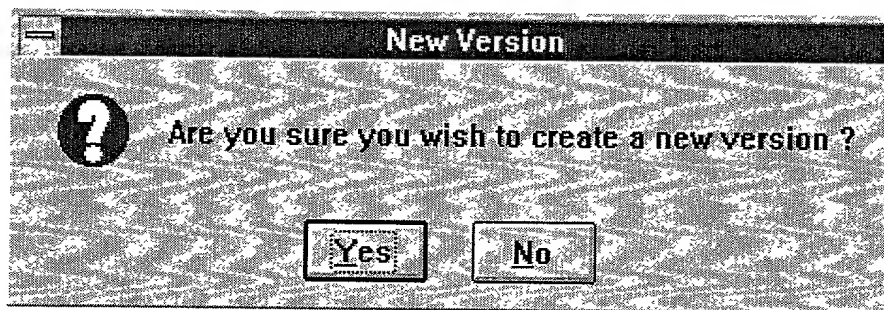 New Version
Are you sure you wish to create a new version ?
Yes
No